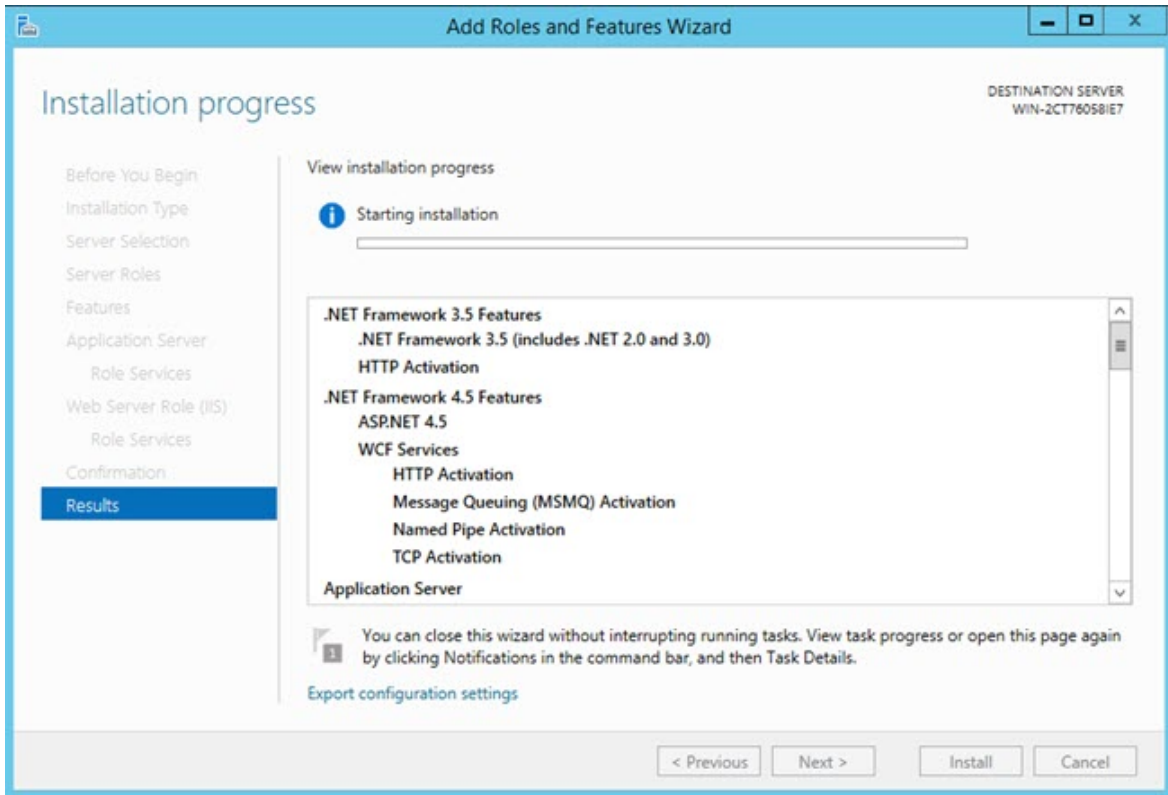 Add Roles and Features Wizard
Installation progress
DESTINATION SERVER
WIN-2CT76058IE7
Before You Begin
Installation Type
Server Selection
Server Roles
Features
Application Server
Role Services
Web Server Role (IIS)
Role Services
Confirmation
Results
View installation progress
Starting installation
.NET Framework 3.5 Features
.NET Framework 3.5 (includes .NET 2.0 and 3.0)
HTTP Activation
.NET Framework 4.5 Features
ASP.NET 4.5
WCF Services
HTTP Activation
Message Queuing (MSMQ) Activation
Named Pipe Activation
TCP Activation
Application Server
1
You can close this wizard without interrupting running tasks. View task progress or open this page again
by clicking Notifications in the command bar, and then Task Details.
Export configuration settings
< Previous
Next >
Install
Cancel